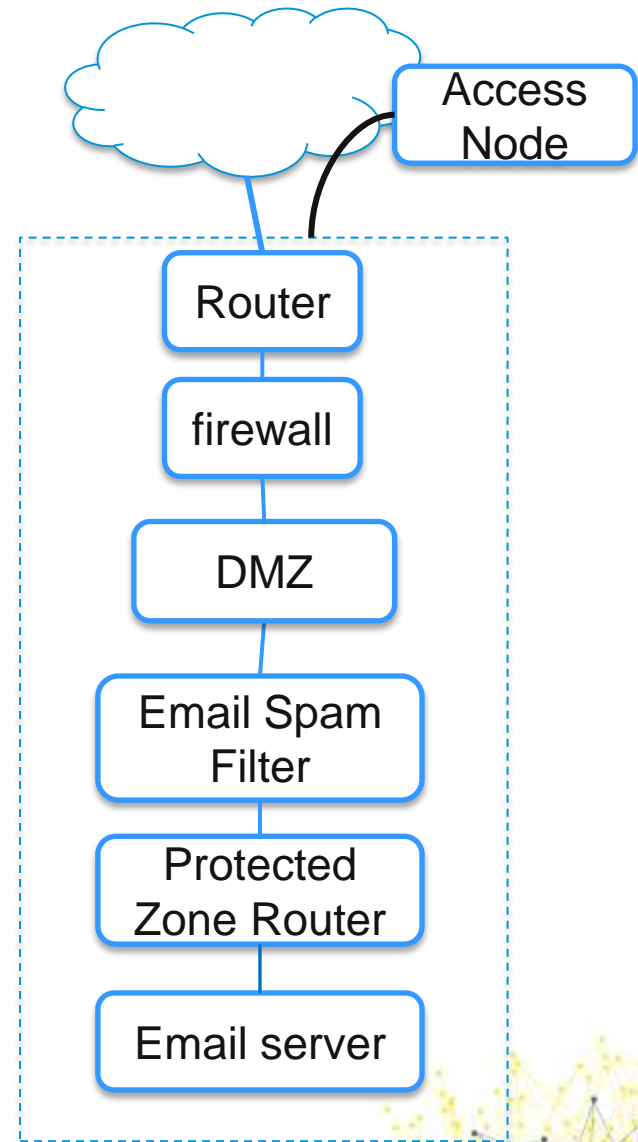 Access
Node
Router
firewall
DMZ
Email Spam
Filter
Protected
Zone Router
Email server